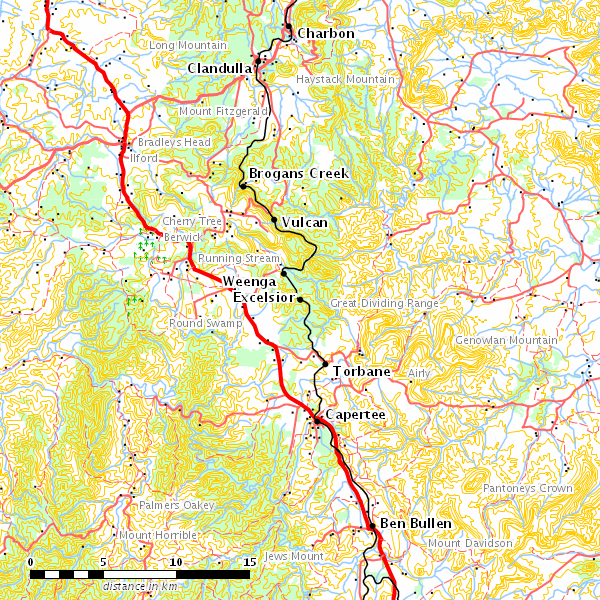 Charbon
Long Mountain
Clandulla
Haystack Mountain
Mount Fitzgerald
Bradleys Head
Ilford
Brogans Creek
Cherry Tree
Vulcan
Berwick
Running Stream
Weenga
Excelsior
Great Dividing Range
Round Swamp
Genowlan Mountain
Torbane
Airly
Capertee
Pantoneys Crown
Palmers Oakey
Ben Bullen
Mount Horrible
Mount Davidson
Jews Mount
0 5 10 15
distance in km